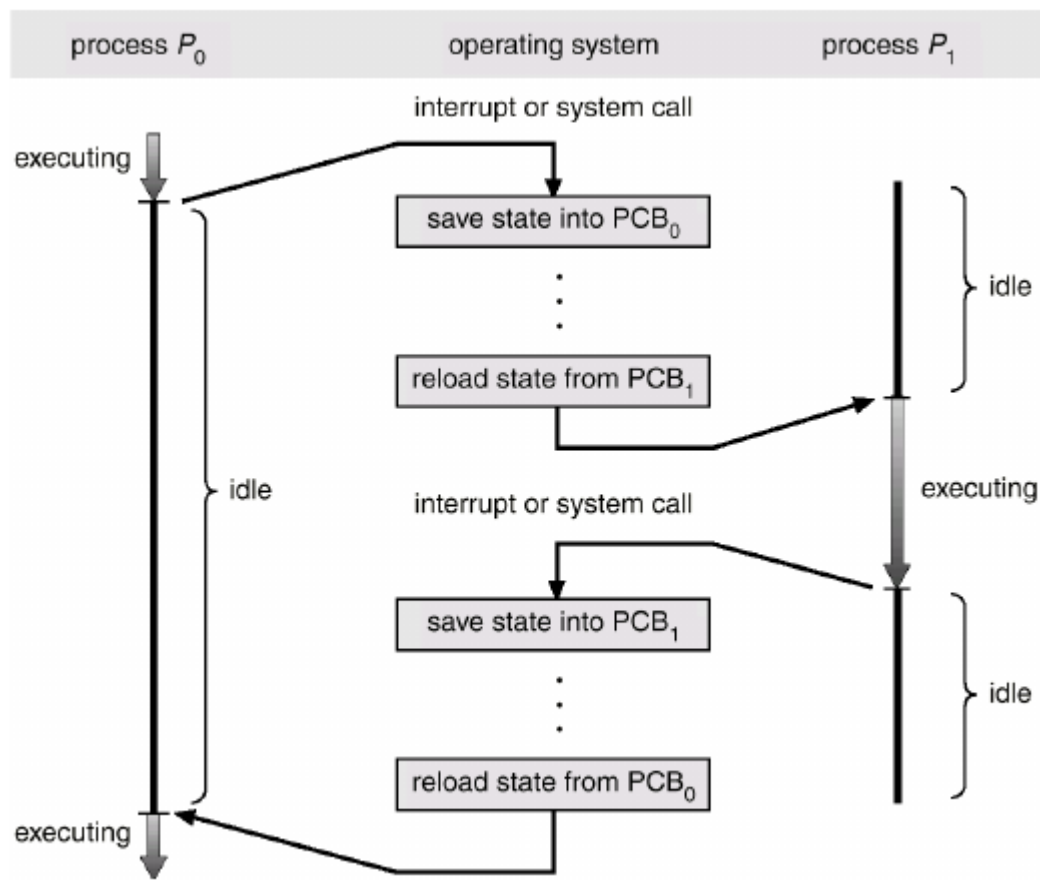 process P₀ operating system process P₁
interrupt or system call
executing
save state into PCB₀
idle
reload state from PCB₁
idle
executing
interrupt or system call
save state into PCB₁
idle
reload state from PCB₀
executing